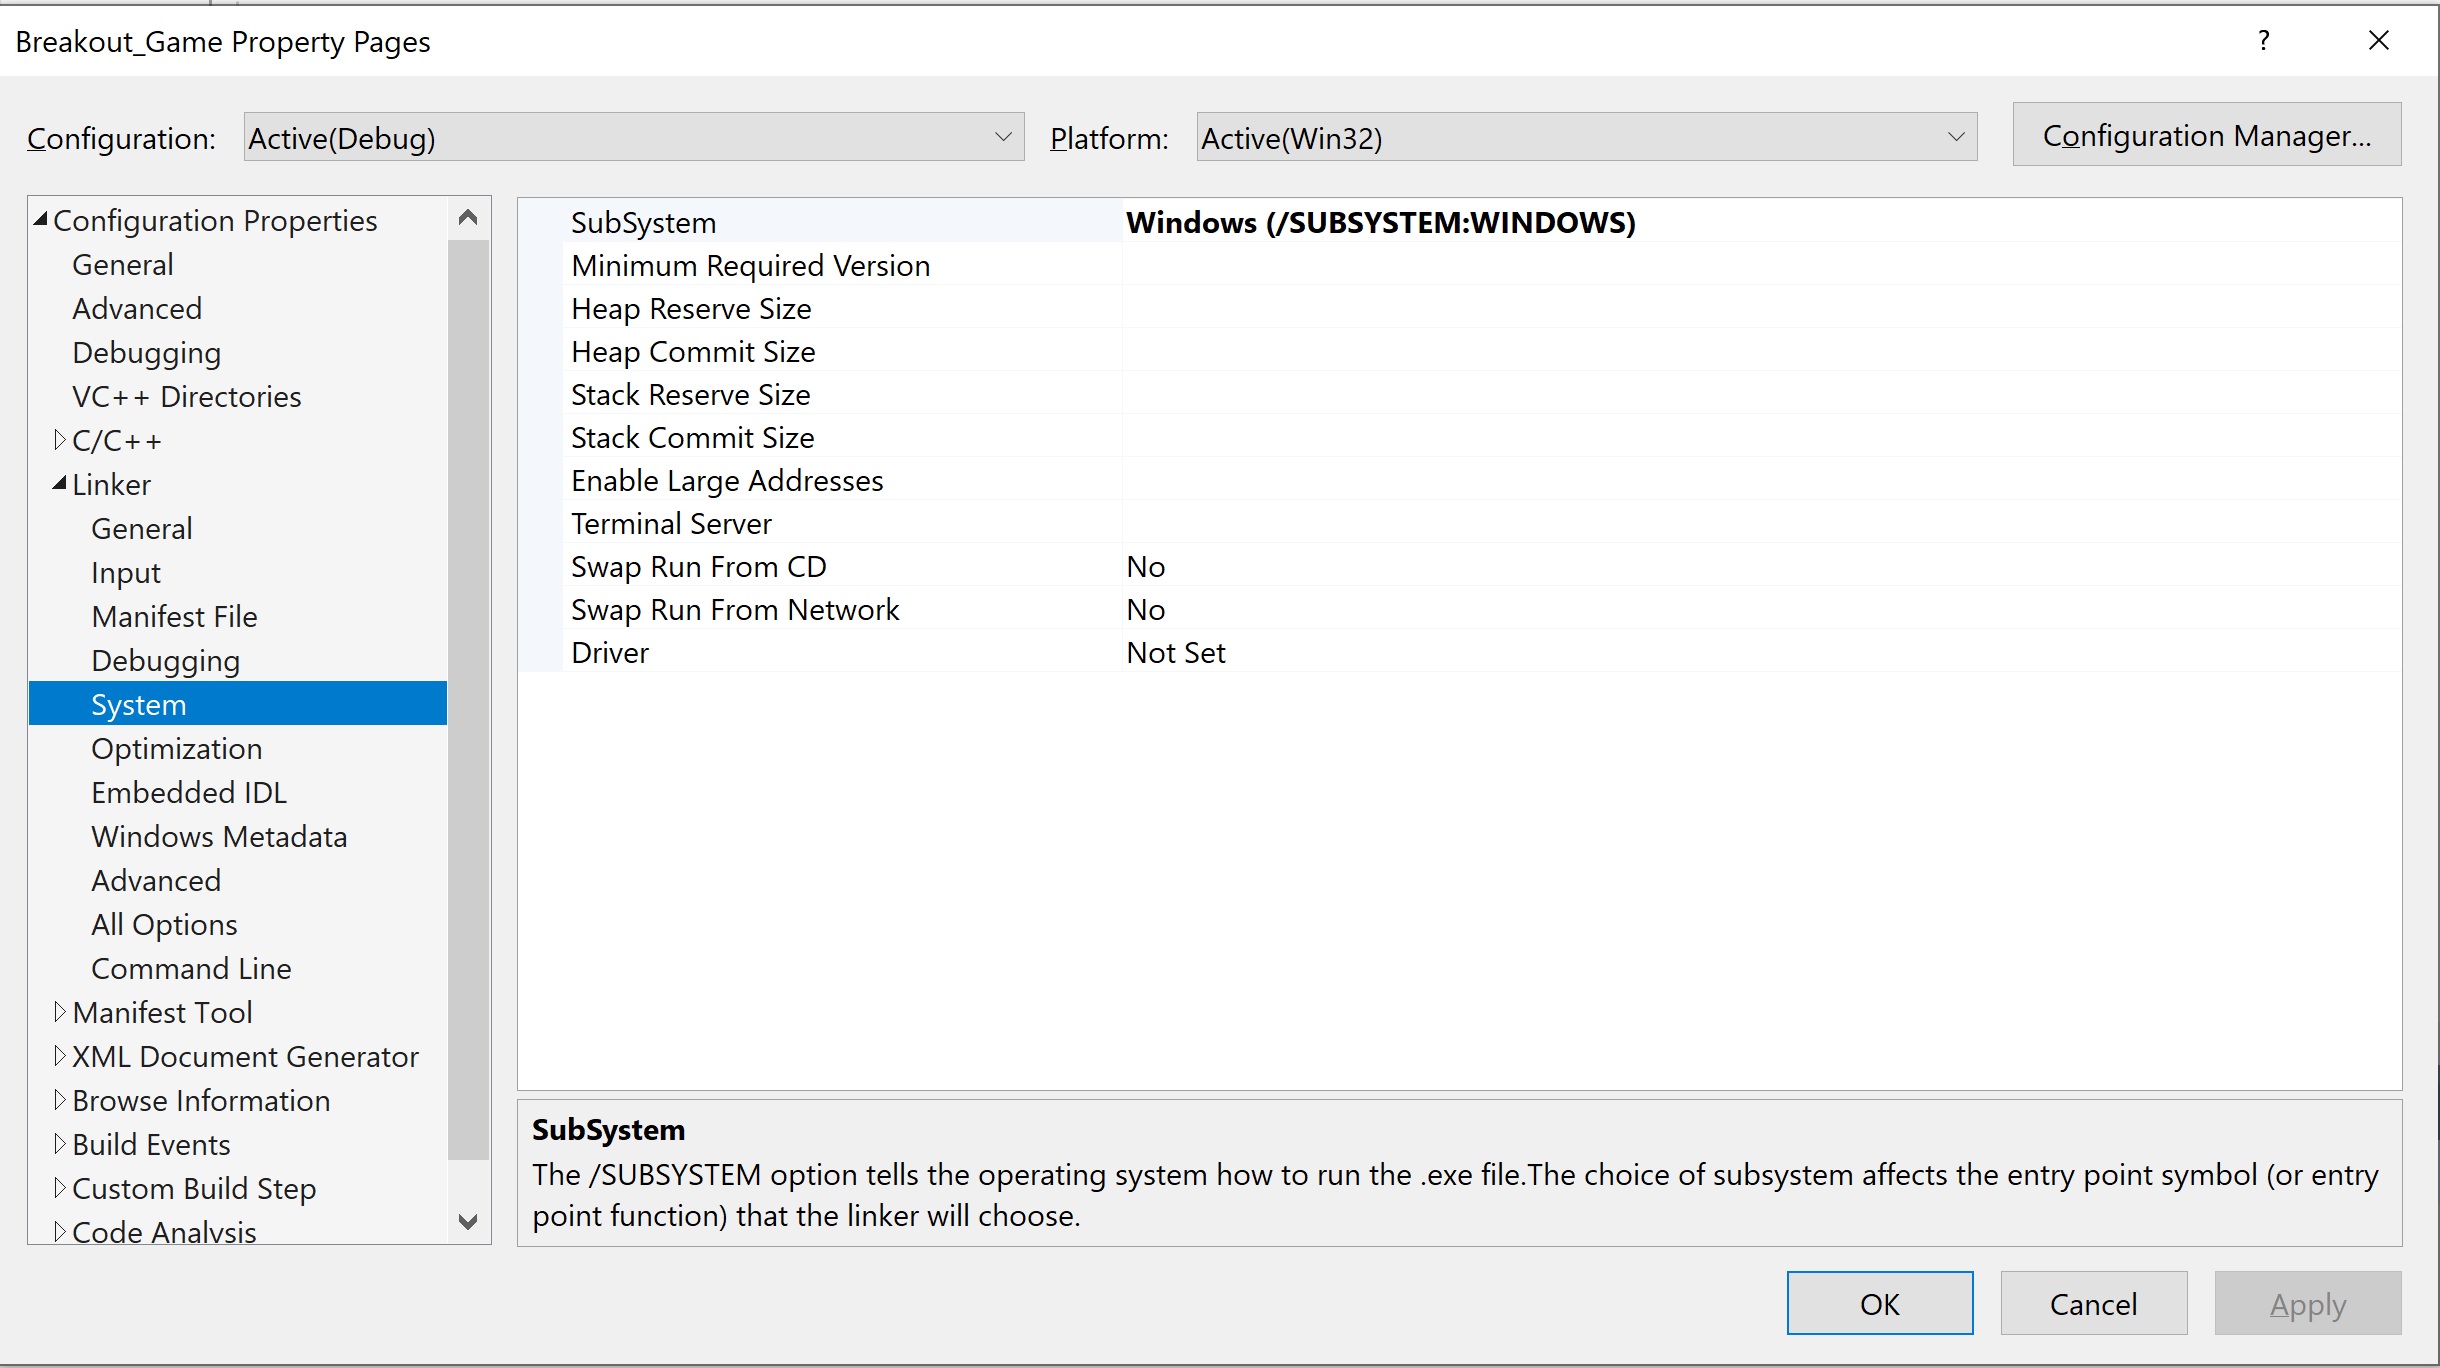 Breakout_Game Property Pages
?
Configuration: Active(Debug) Platform: Active(Win32) Configuration Manager...
Configuration Properties
General
Advanced
Debugging
VC++ Directories
C/C++
Linker
General
Input
Manifest File
Debugging
System
Optimization
Embedded IDL
Windows Metadata
Advanced
All Options
Command Line
Manifest Tool
XML Document Generator
Browse Information
Build Events
Custom Build Step
Code Analysis
SubSystem Windows (/SUBSYSTEM:WINDOWS)
Minimum Required Version
Heap Reserve Size
Heap Commit Size
Stack Reserve Size
Stack Commit Size
Enable Large Addresses
Terminal Server
Swap Run From CD No
Swap Run From Network No
Driver Not Set
SubSystem
The /SUBSYSTEM option tells the operating system how to run the .exe file.The choice of subsystem affects the entry point symbol (or entry
point function) that the linker will choose.
OK Cancel Apply